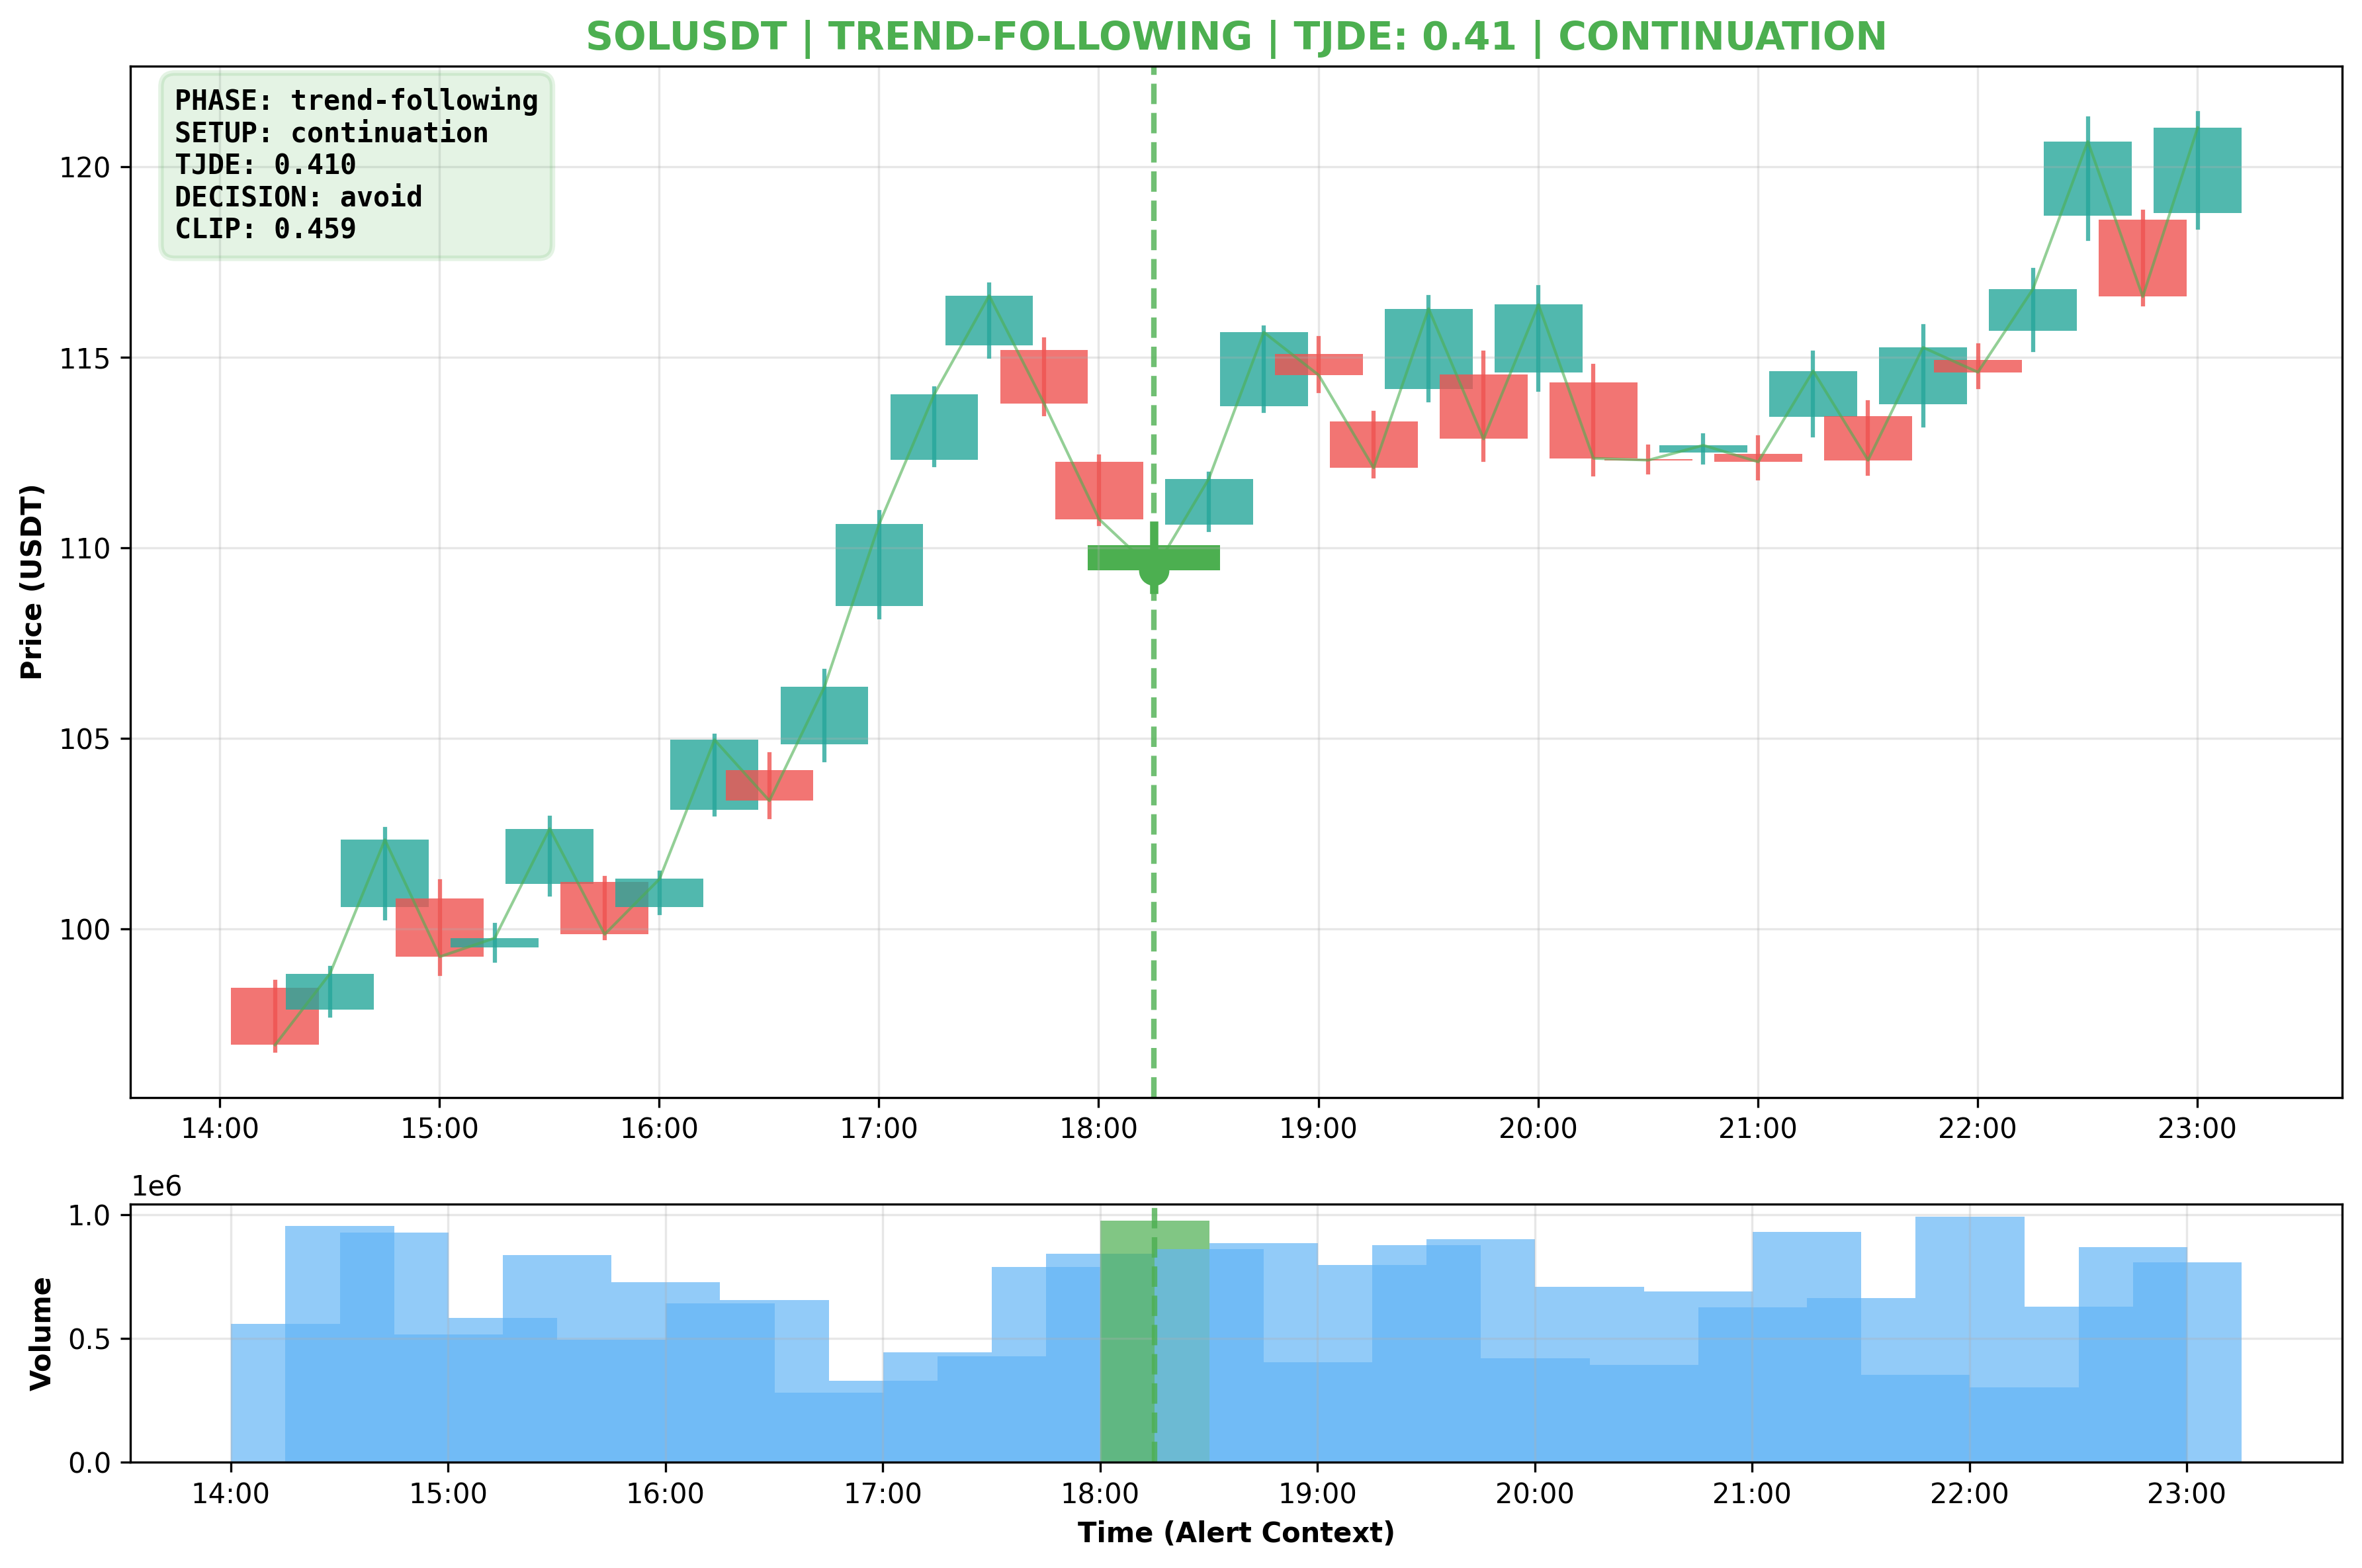 SOLUSDT | TREND-FOLLOWING | TJDE: 0.41 | CONTINUATION
PHASE: trend-following
SETUP: continuation
TJDE: 0.410
DECISION: avoid
CLIP: 0.459
Price (USDT)
120
115
110
105
100
14:00 15:00 16:00 17:00 18:00 19:00 20:00 21:00 22:00 23:00
1e6
Volume
1.0
0.5
0.0
14:00 15:00 16:00 17:00 18:00 19:00 20:00 21:00 22:00 23:00
Time (Alert Context)